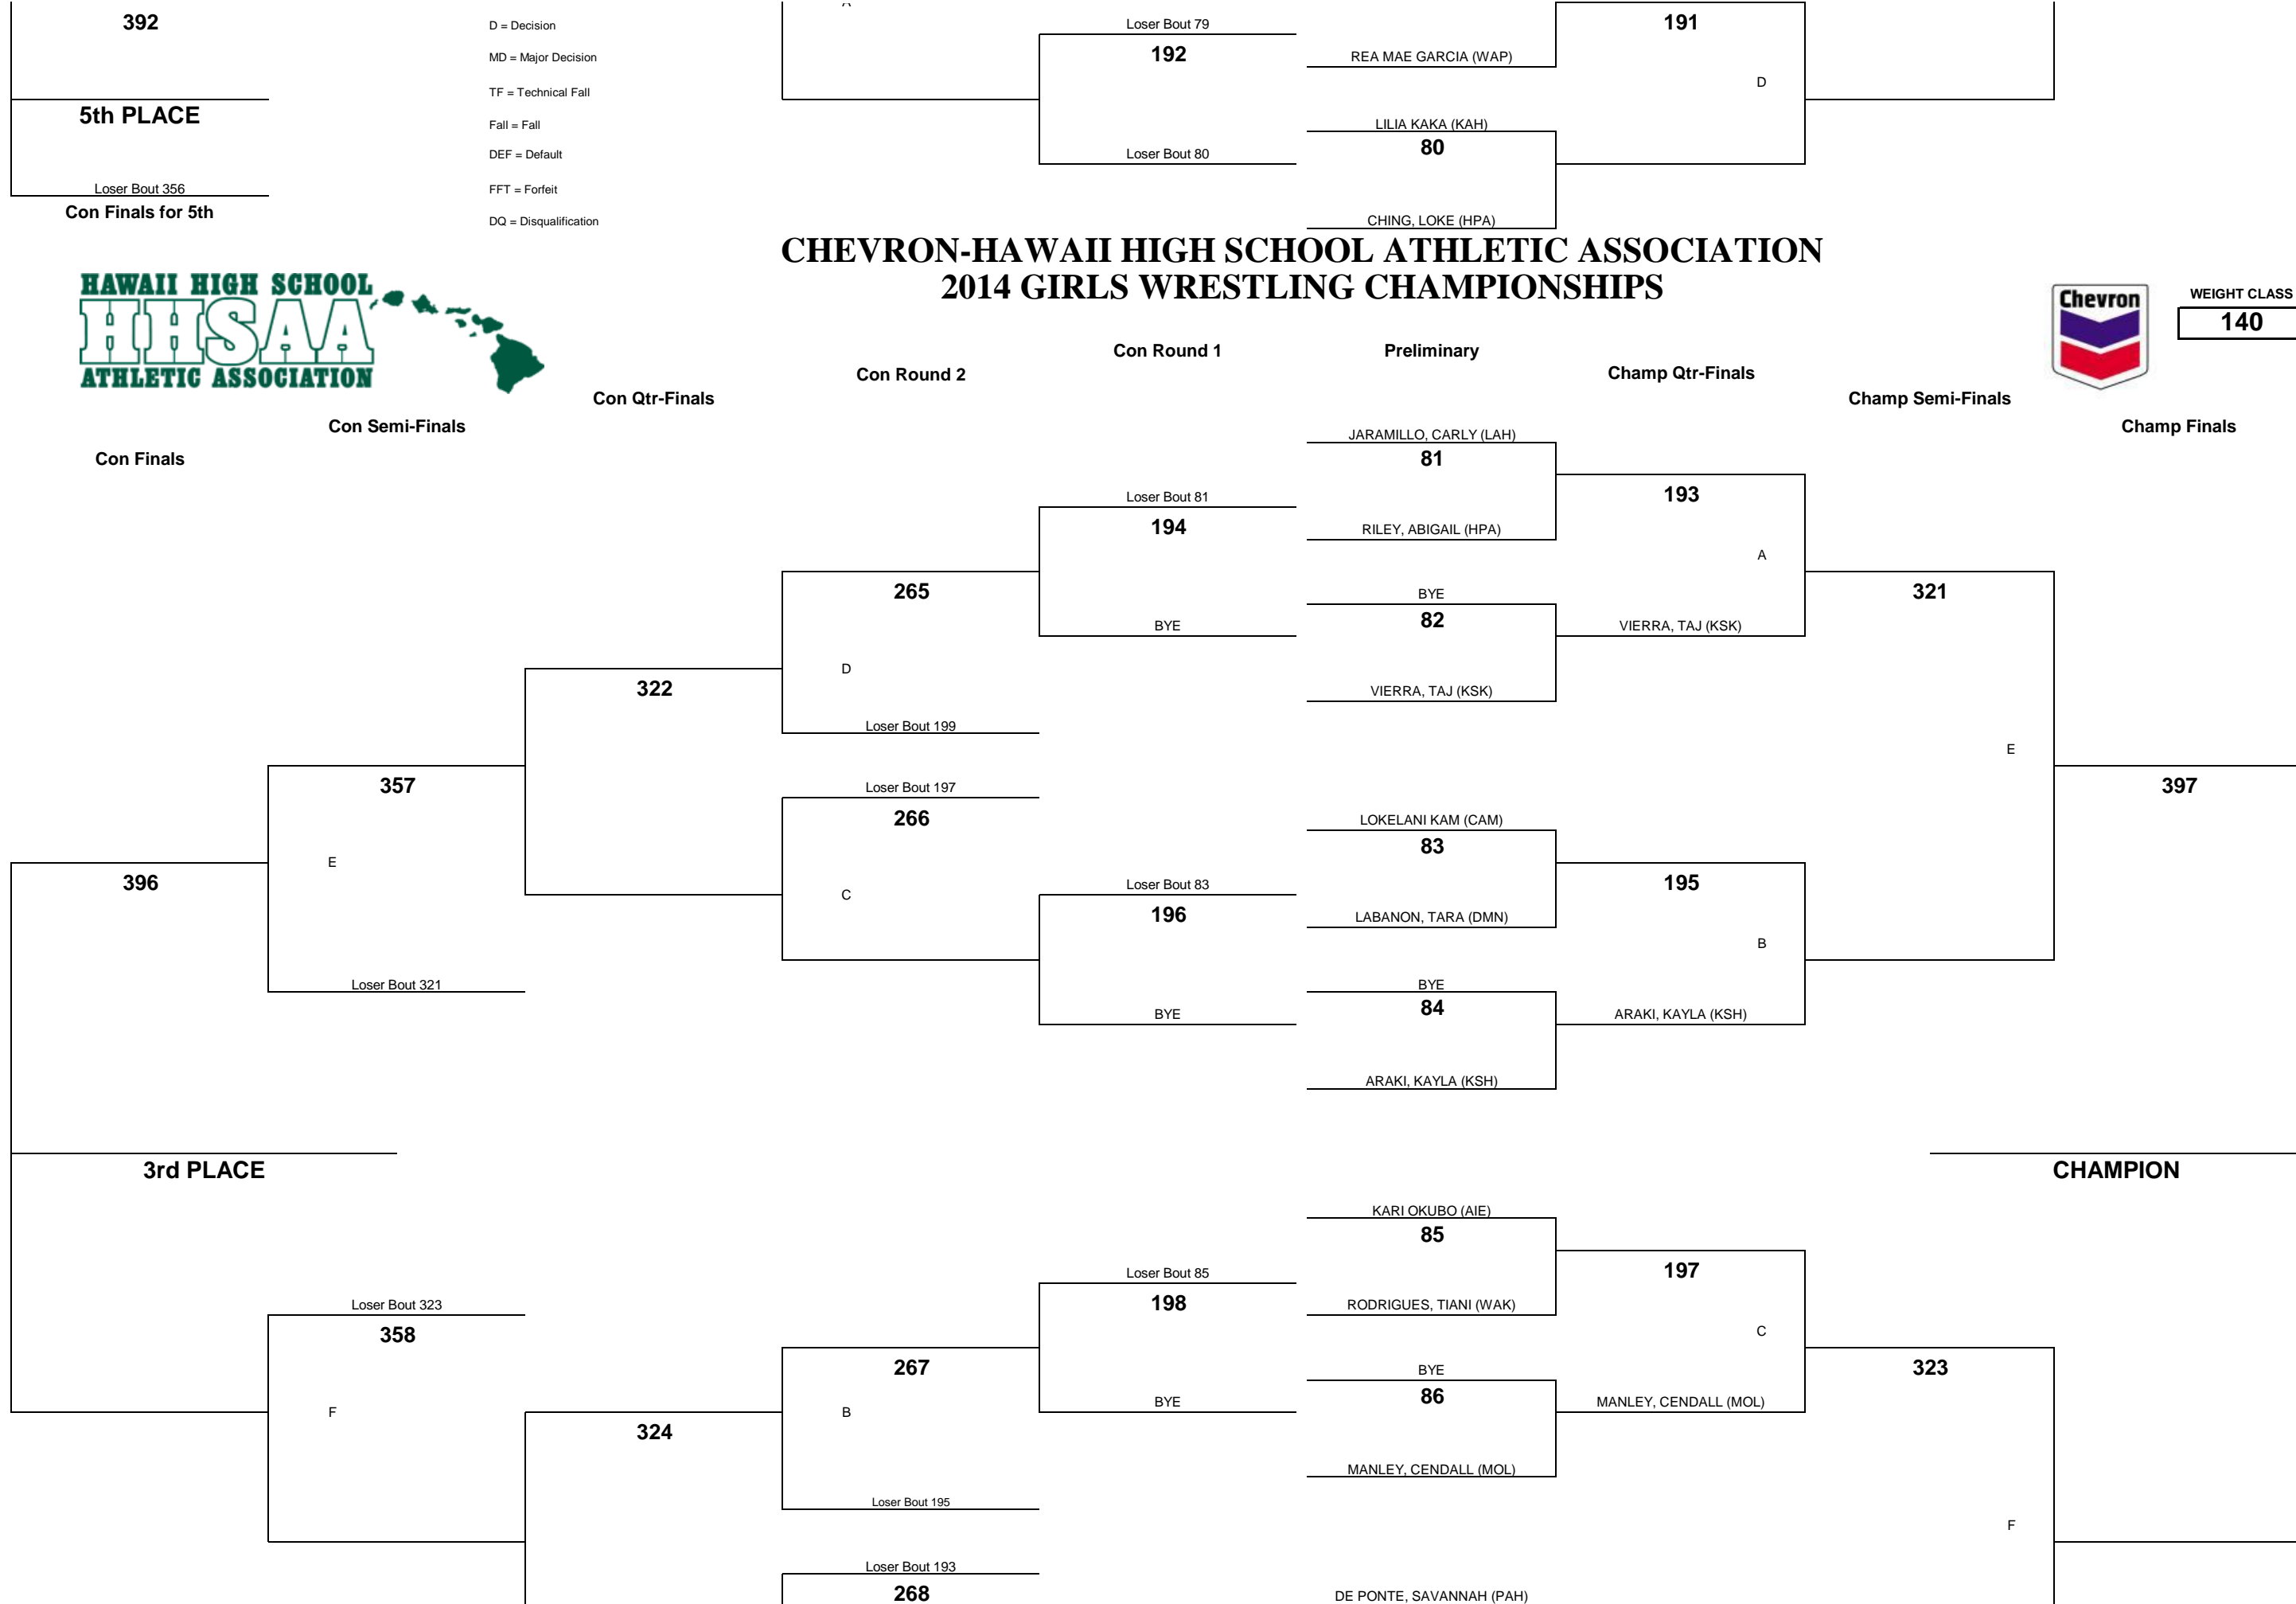 392
D = Decision
Loser Bout 79
191
MD = Major Decision
192
REA MAE GARCIA (WAP)
TF = Technical Fall
D
5th PLACE
Fall = Fall
LILIA KAKA (KAH)
80
DEF = Default
Loser Bout 80
Loser Bout 356
FFT = Forfeit
Con Finals for 5th
DQ = Disqualification
CHING, LOKE (HPA)
CHEVRON-HAWAII HIGH SCHOOL ATHLETIC ASSOCIATION
2014 GIRLS WRESTLING CHAMPIONSHIPS
HAWAII HIGH SCHOOL
HHSAA
ATHLETIC ASSOCIATION
Chevron
WEIGHT CLASS
140
Con Round 1
Preliminary
Con Round 2
Champ Qtr-Finals
Con Qtr-Finals
Champ Semi-Finals
Con Semi-Finals
Champ Finals
Con Finals
JARAMILLO, CARLY (LAH)
81
Loser Bout 81
193
194
RILEY, ABIGAIL (HPA)
A
265
BYE
321
82
BYE
VIERRA, TAJ (KSK)
D
322
VIERRA, TAJ (KSK)
Loser Bout 199
E
357
Loser Bout 197
397
266
LOKELANI KAM (CAM)
83
E
396
Loser Bout 83
195
C
196
LABANON, TARA (DMN)
B
Loser Bout 321
BYE
84
BYE
ARAKI, KAYLA (KSH)
ARAKI, KAYLA (KSH)
3rd PLACE
CHAMPION
KARI OKUBO (AIE)
85
Loser Bout 85
197
Loser Bout 323
198
RODRIGUES, TIANI (WAK)
358
C
267
BYE
323
86
BYE
MANLEY, CENDALL (MOL)
F
B
324
MANLEY, CENDALL (MOL)
Loser Bout 195
F
Loser Bout 193
268
DE PONTE, SAVANNAH (PAH)